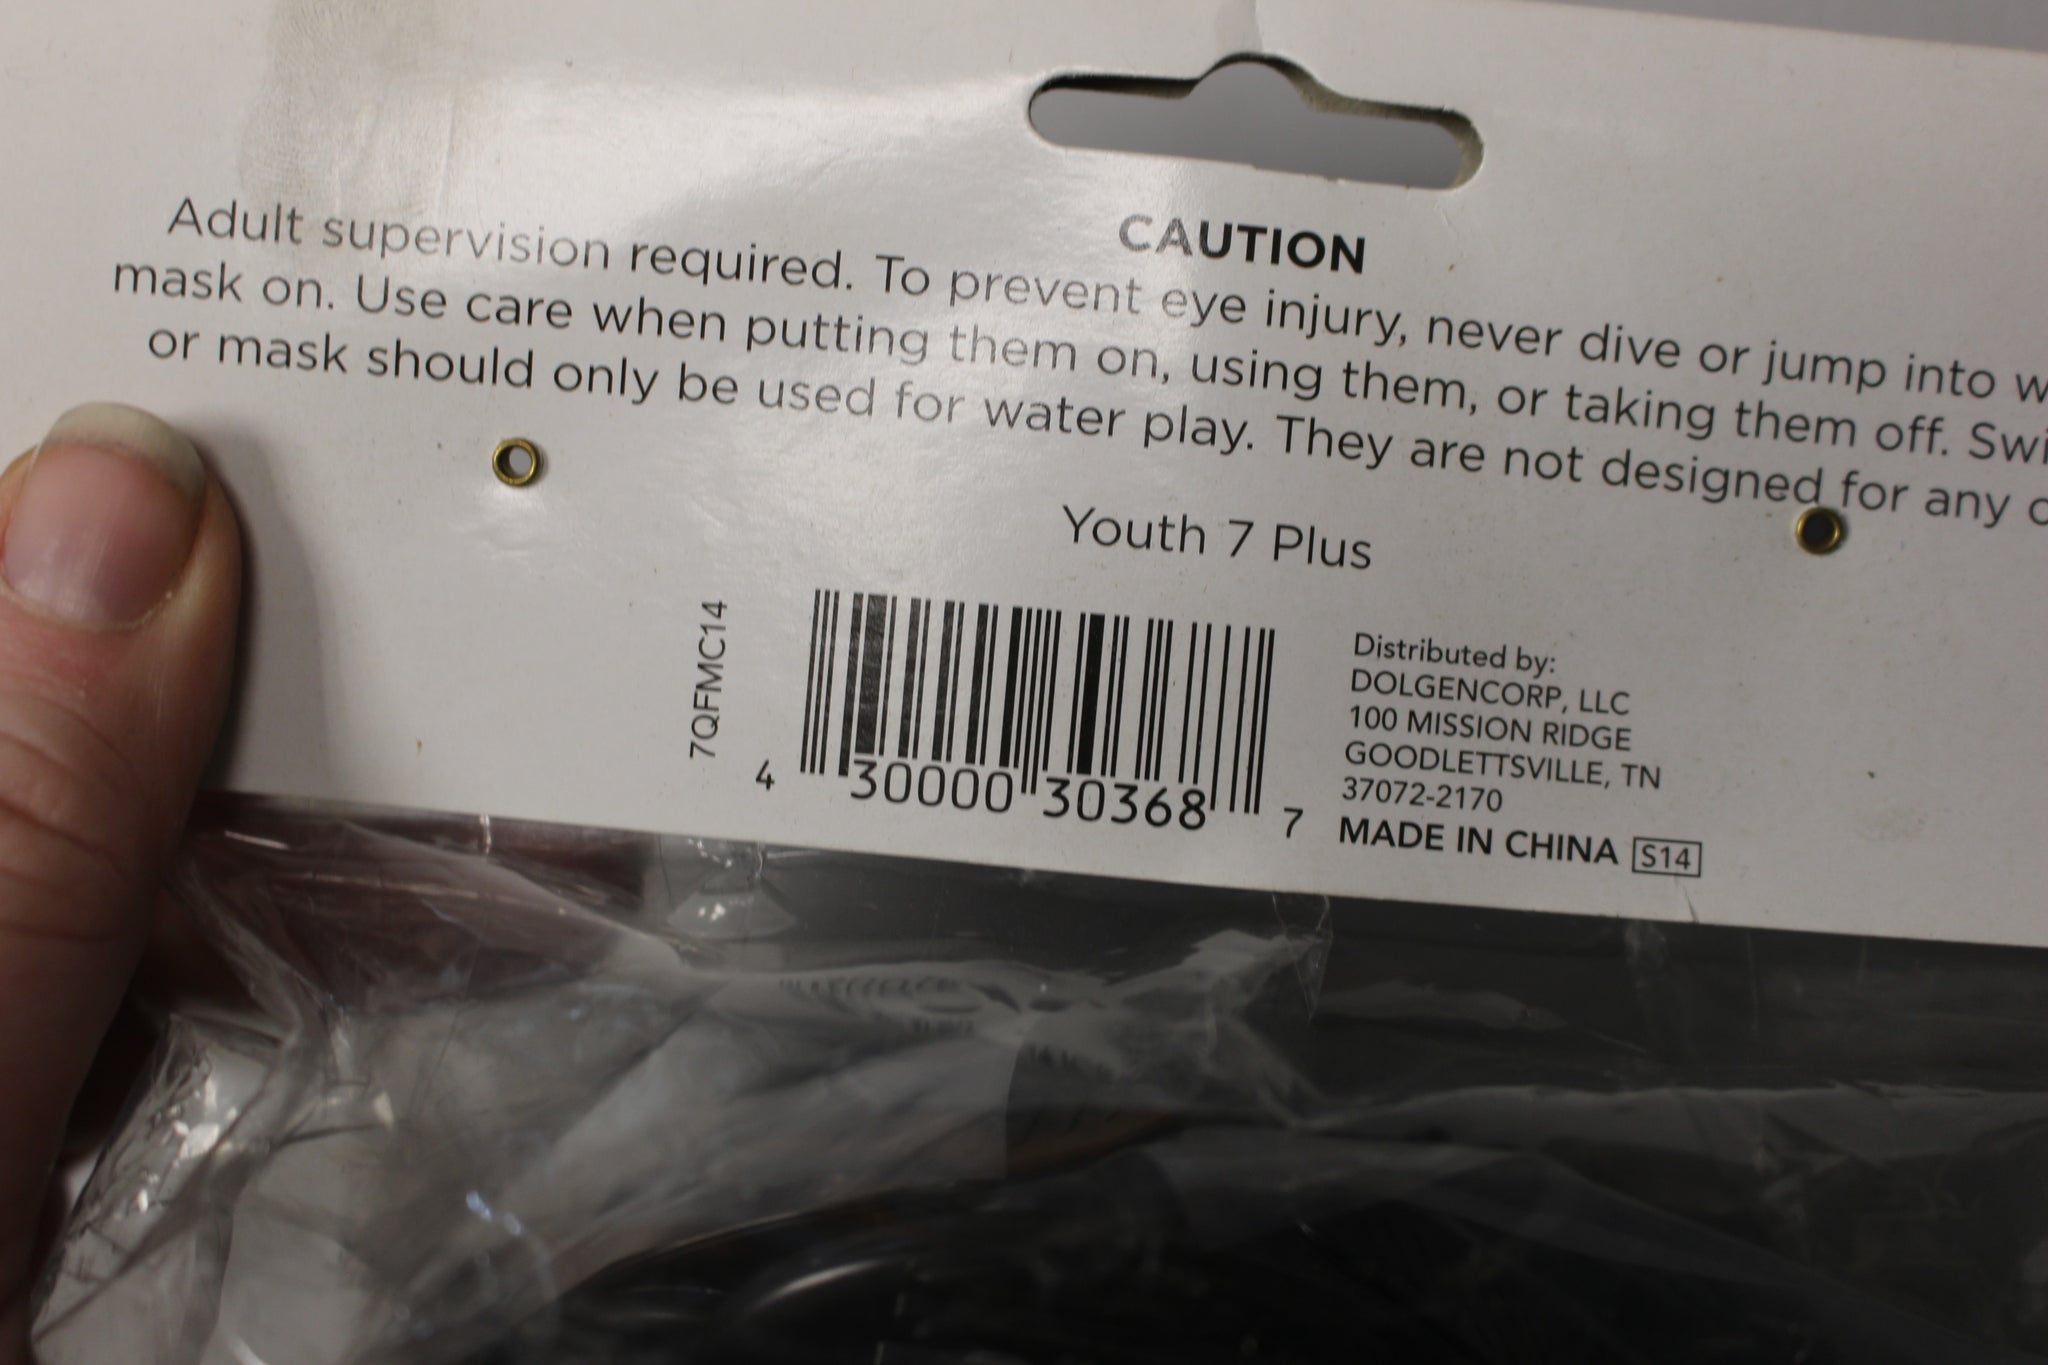 CAUTION
Adult supervision required. To prevent eye injury, never dive or jump into
mask on. Use care when putting them on, using them, or taking them off.
or mask should only be used for water play. They are not designed for any
Youth 7 Plus
7QFMC14
4 30000 30368 7
Distributed by:
DOLGENCORP, LLC
100 MISSION RIDGE
GOODLETTSVILLE, TN
37072-2170
MADE IN CHINA S14